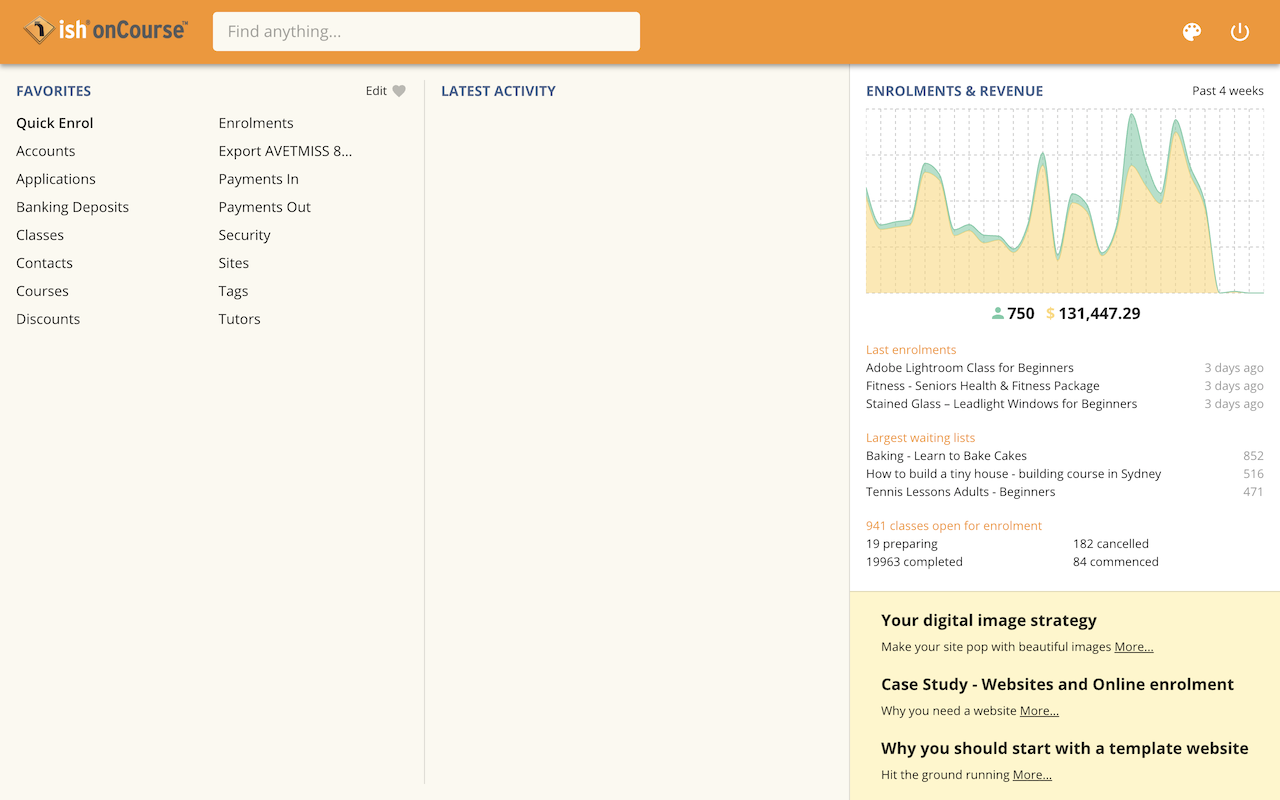 ish onCourse™
Find anything...
FAVORITES
Edit
Quick Enrol
Accounts
Applications
Banking Deposits
Classes
Contacts
Courses
Discounts
Enrolments
Export AVETMISS 8...
Payments In
Payments Out
Security
Sites
Tags
Tutors
LATEST ACTIVITY
ENROLMENTS & REVENUE
Past 4 weeks
750 $ 131,447.29
Last enrolments
Adobe Lightroom Class for Beginners 3 days ago
Fitness - Seniors Health & Fitness Package 3 days ago
Stained Glass – Leadlight Windows for Beginners 3 days ago
Largest waiting lists
Baking - Learn to Bake Cakes 852
How to build a tiny house - building course in Sydney 516
Tennis Lessons Adults - Beginners 471
941 classes open for enrolment
19 preparing 182 cancelled
19963 completed 84 commenced
Your digital image strategy
Make your site pop with beautiful images More...
Case Study - Websites and Online enrolment
Why you need a website More...
Why you should start with a template website
Hit the ground running More...